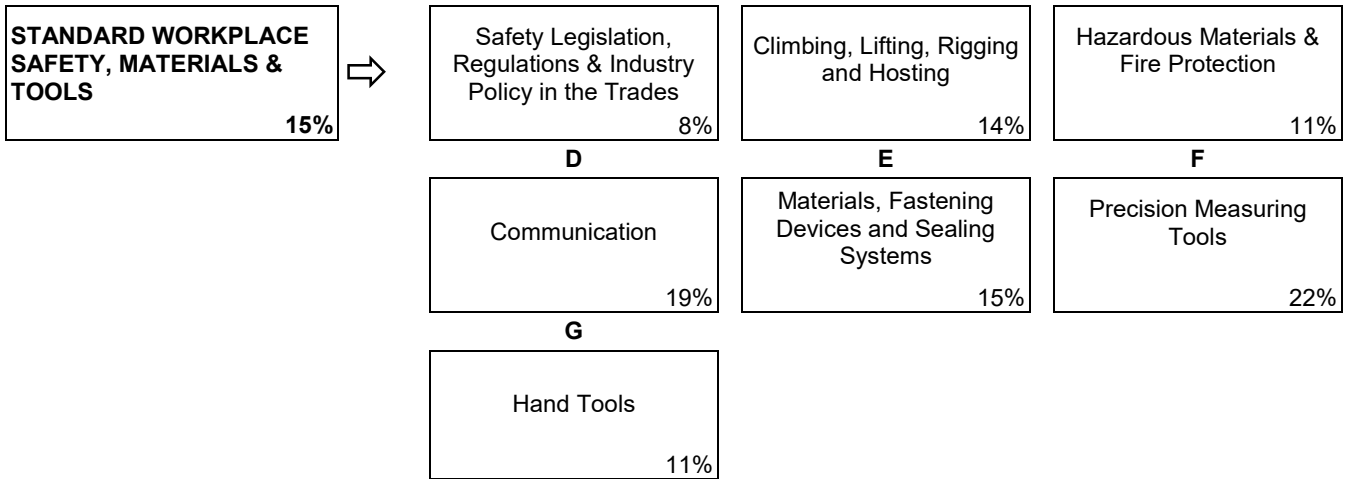 STANDARD WORKPLACE
SAFETY, MATERIALS &
TOOLS
15%
Safety Legislation,
Regulations & Industry
Policy in the Trades
8%
Climbing, Lifting, Rigging
and Hosting
14%
Hazardous Materials &
Fire Protection
11%
D
E
F
Communication
19%
Materials, Fastening
Devices and Sealing
Systems
15%
Precision Measuring
Tools
22%
G
Hand Tools
11%